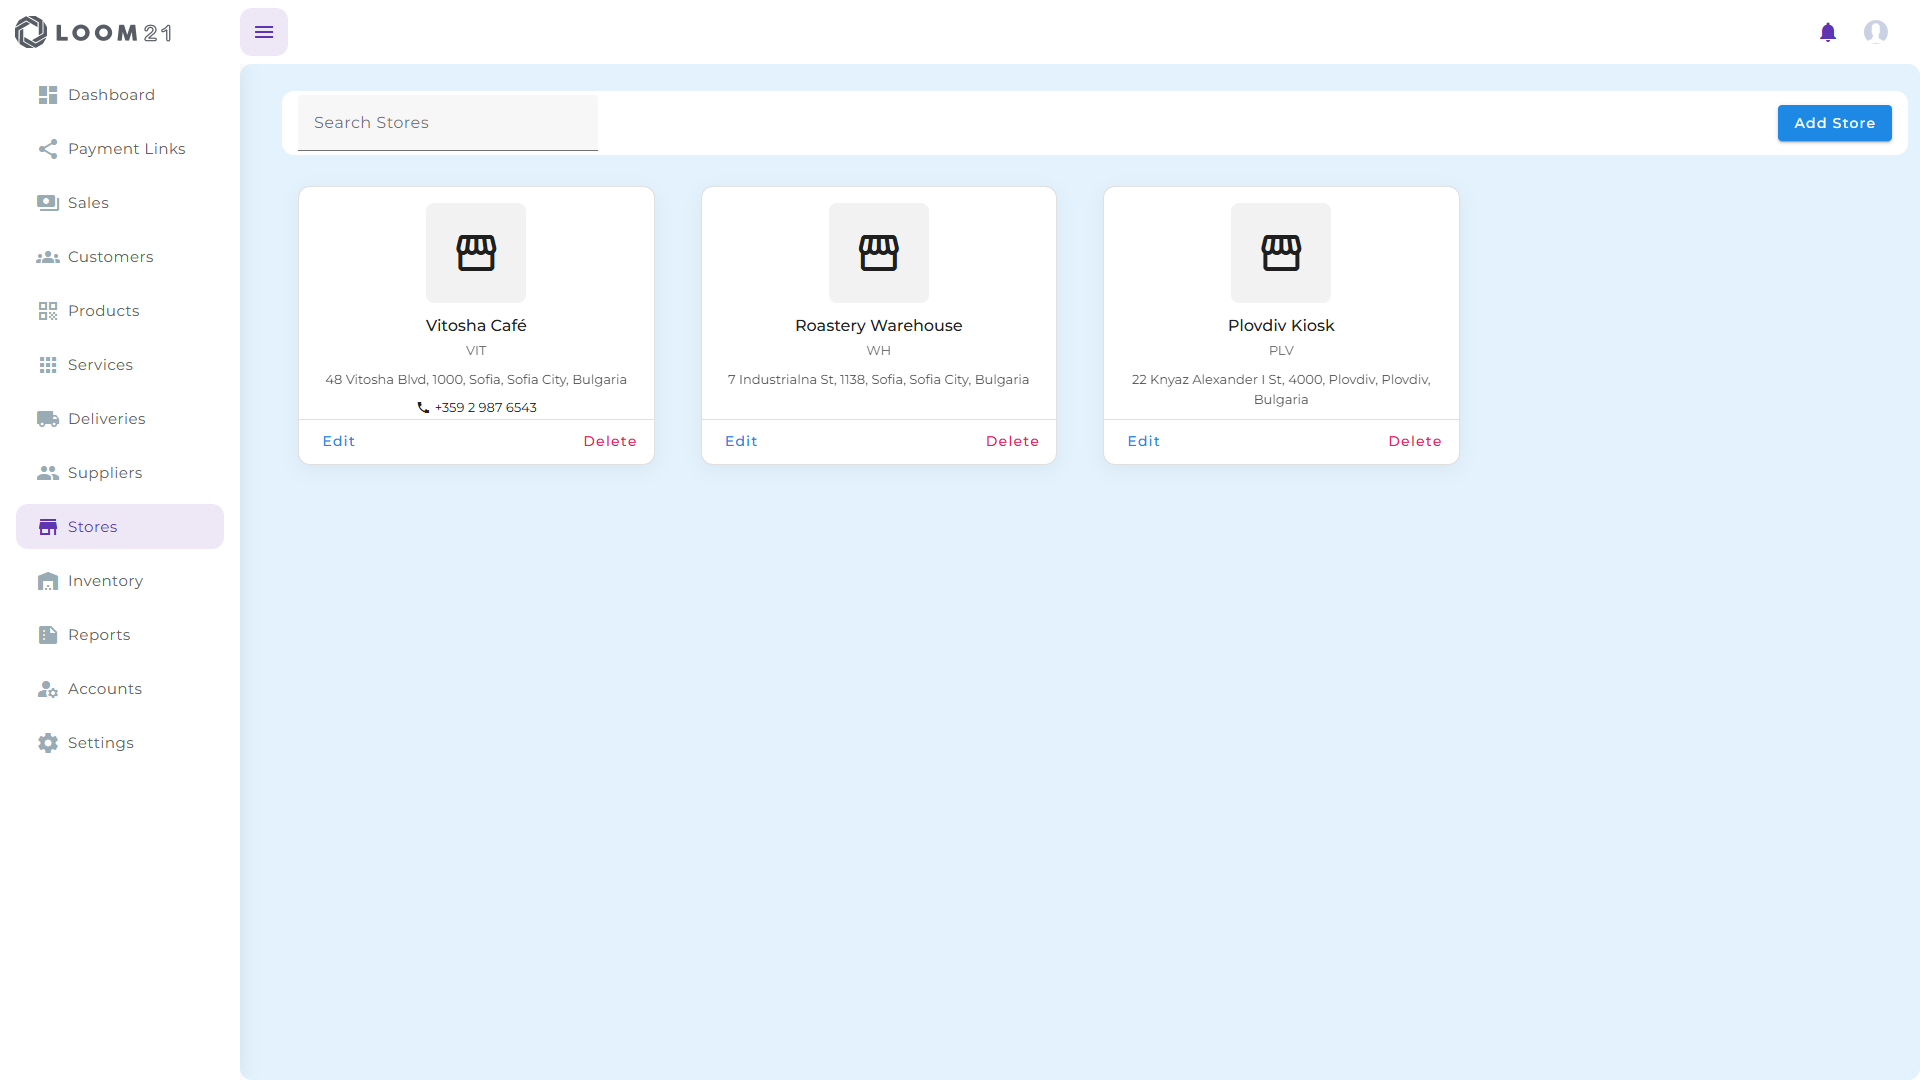 LOOM 21
Dashboard
Payment Links
Sales
Customers
Products
Services
Deliveries
Suppliers
Stores
Inventory
Reports
Accounts
Settings
Search Stores
Add Store
Vitosha Café
VIT
48 Vitosha Blvd, 1000, Sofia, Sofia City, Bulgaria
+359 2 987 6543
Edit
Delete
Roastery Warehouse
WH
7 Industrialna St, 1138, Sofia, Sofia City, Bulgaria
Edit
Delete
Plovdiv Kiosk
PLV
22 Knyaz Alexander I St, 4000, Plovdiv, Plovdiv,
Bulgaria
Edit
Delete